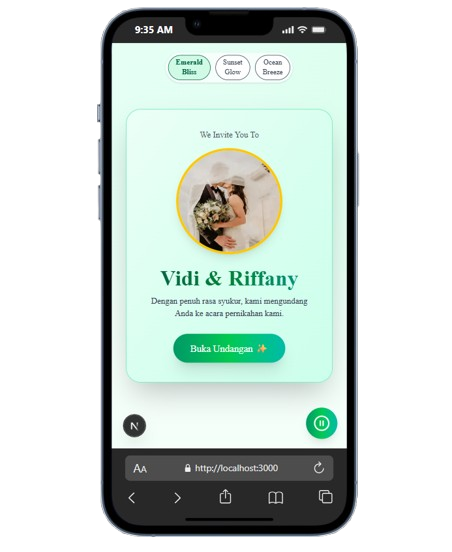 9:35 AM
Emerald
Bliss
Sunset
Glow
Ocean
Breeze
We Invite You To
Vidi & Riffany
Dengan penuh rasa syukur, kami mengundang
Anda ke acara pernikahan kami.
Buka Undangan ✨
N
AA
http://localhost:3000